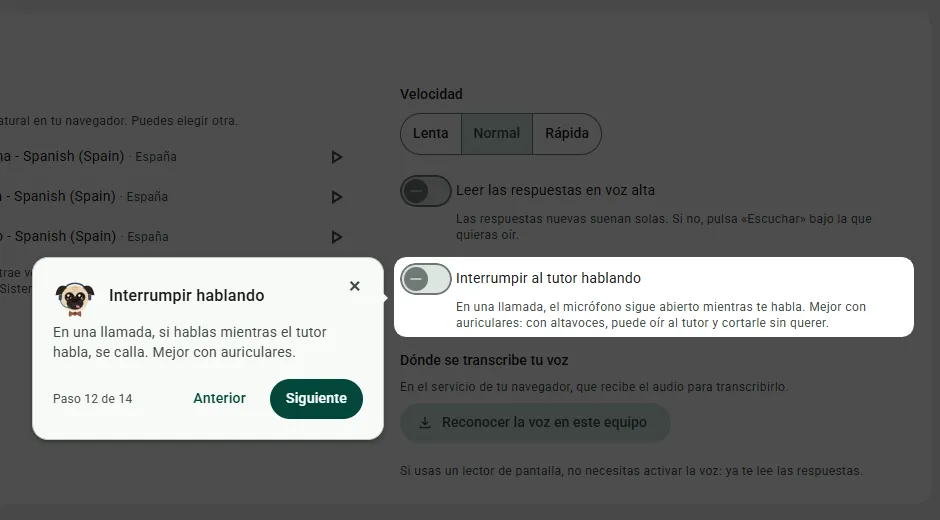 Velocidad
natural en tu navegador. Puedes elegir otra.
Lenta
Normal
Rápida
- Spanish (Spain) · España
Leer las respuestas en voz alta
- Spanish (Spain) · España
Las respuestas nuevas suenan solas. Si no, pulsa «Escuchar» bajo la que
quieras oír.
- Spanish (Spain) · España
Interrumpir hablando
En una llamada, si hablas mientras el tutor
habla, se calla. Mejor con auriculares.
Paso 12 de 14
Anterior
Siguiente
Interrumpir al tutor hablando
En una llamada, el micrófono sigue abierto mientras te habla. Mejor con
auriculares: con altavoces, puede oír al tutor y cortarle sin querer.
Dónde se transcribe tu voz
En el servicio de tu navegador, que recibe el audio para transcribirlo.
Reconocer la voz en este equipo
Si usas un lector de pantalla, no necesitas activar la voz: ya te lee las respuestas.